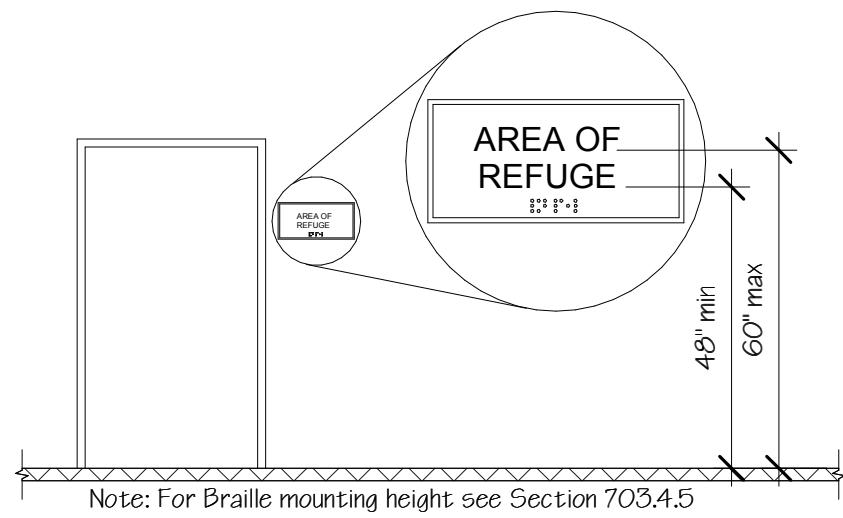 AREA OF
REFUGE
AREA OF
REFUGE
48" min
60" max
Note: For Braille mounting height see Section 703.4.5